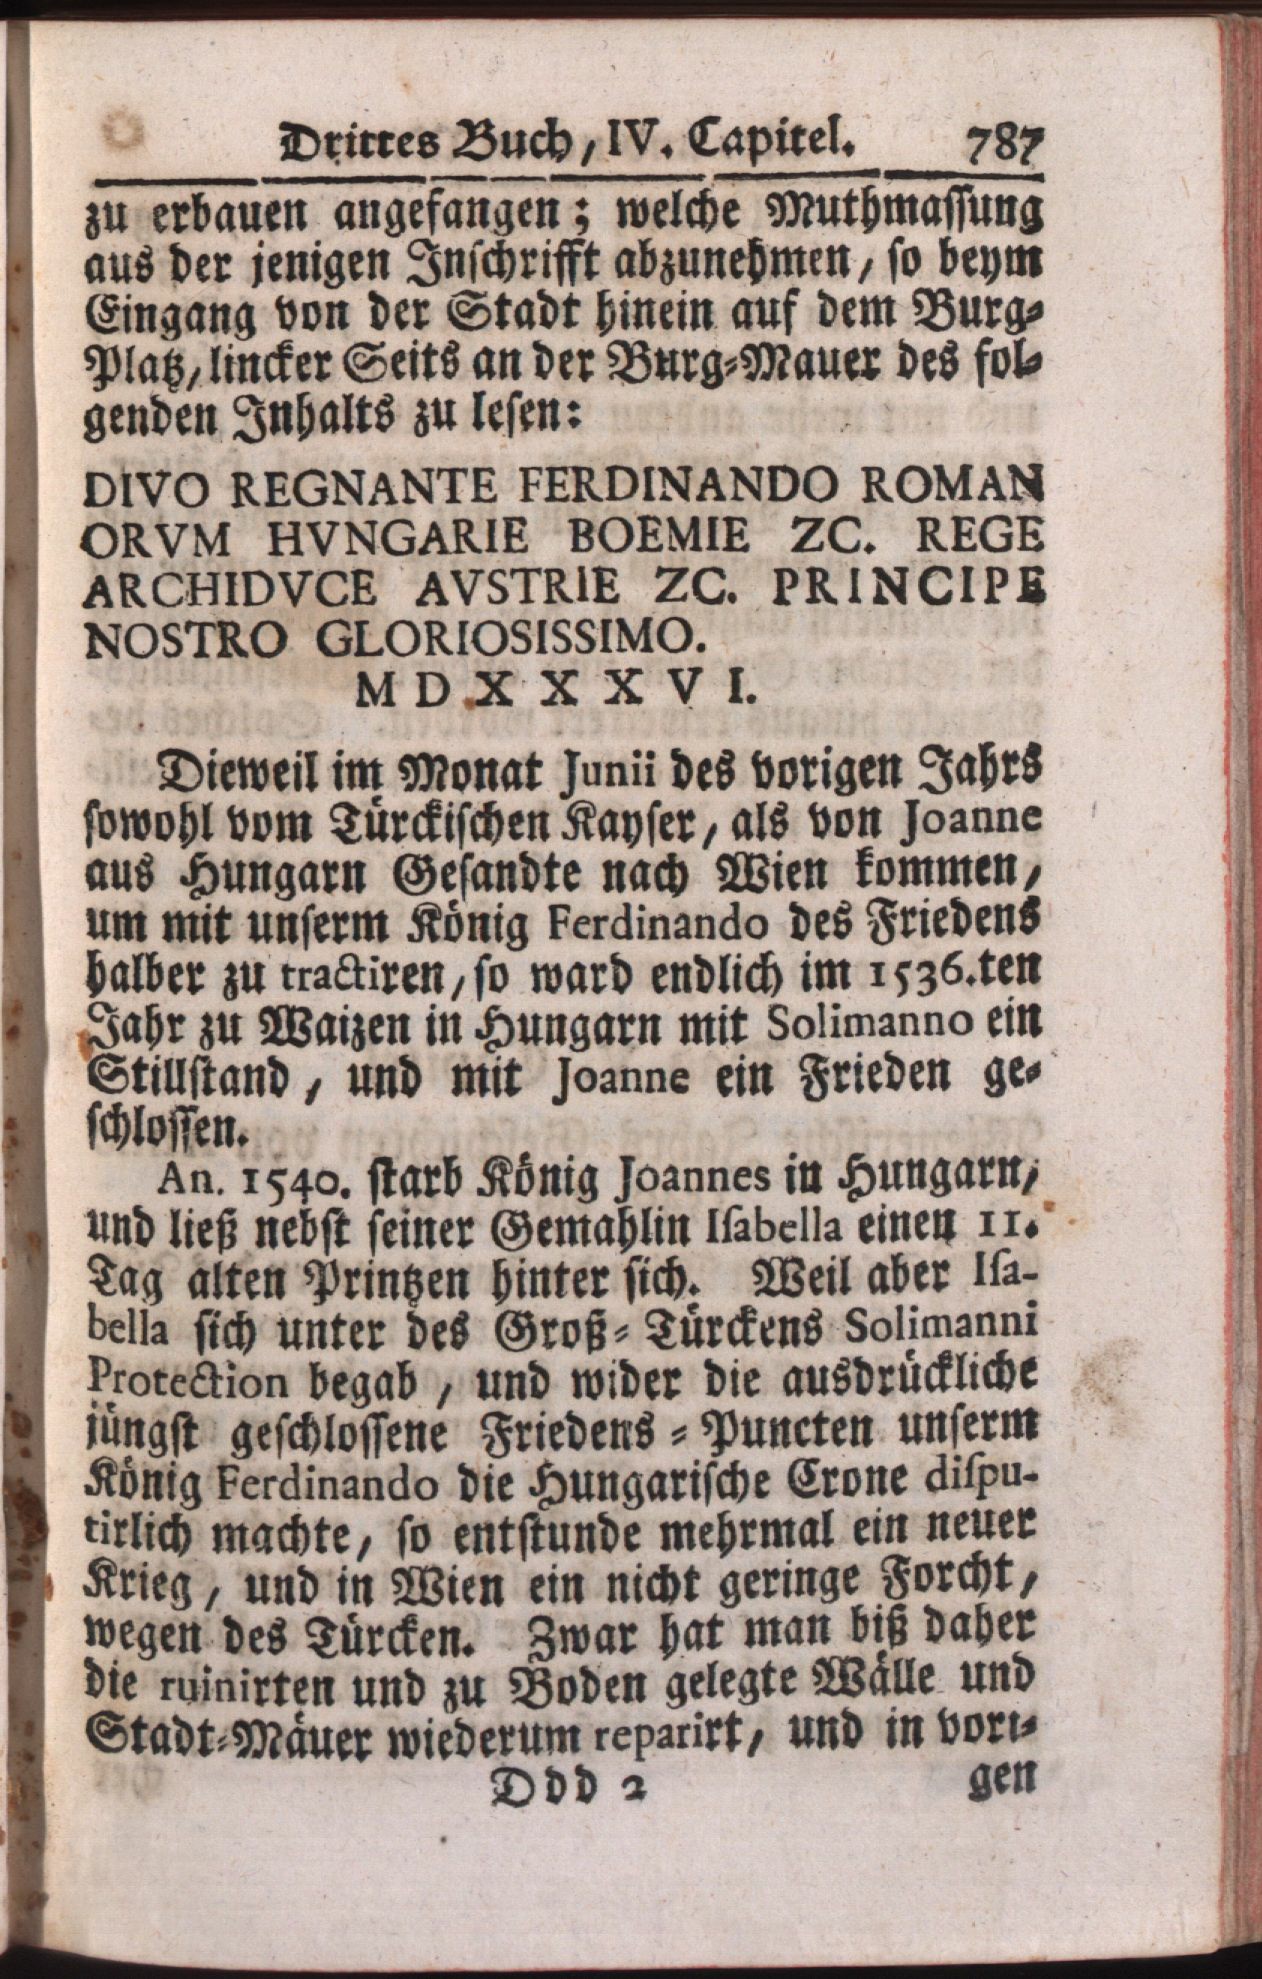 Drittes Buch, IV. Capitel. 787
zu erbauen angefangen; welche Muthmaſſung
aus der jenigen Inſchrifft abzunehmen, ſo beym
Eingang von der Stadt hinein auf dem Burg-
Platz, lincker Seits an der Burg-Mauer des fol-
genden Inhalts zu leſen:
DIVO REGNANTE FERDINANDO ROMAN
ORVM HVNGARIE BOEMIE ZC. REGE
ARCHIDVCE AVSTRIE ZC. PRINCIPE
NOSTRO GLORIOSISSIMO.
M D X X X V I.
Dieweil im Monat Junii des vorigen Jahrs
ſowohl vom Türckiſchen Kayſer, als von Joanne
aus Hungarn Geſandte nach Wien kommen,
um mit unſerm König Ferdinando des Friedens
halber zu tractiren, ſo ward endlich im 1536.ten
Jahr zu Waizen in Hungarn mit Solimanno ein
Stillſtand, und mit Joanne ein Frieden ge-
ſchloſſen.
An. 1540. ſtarb König Joannes in Hungarn,
und ließ nebſt ſeiner Gemahlin Iſabella einen 11.
Tag alten Printzen hinter ſich. Weil aber Iſa-
bella ſich unter des Groß-Türckens Solimanni
Protection begab, und wider die ausdrückliche
jüngſt geſchloſſene Friedens-Puncten unſerm
König Ferdinando die Hungariſche Crone diſpu-
tirlich machte, ſo entſtunde mehrmal ein neuer
Krieg, und in Wien ein nicht geringe Forcht,
wegen des Türcken. Zwar hat man biß daher
die ruinirten und zu Boden gelegte Wälle und
Stadt-Mäuer wiederum reparirt, und in vori-
Ddd 2 gen